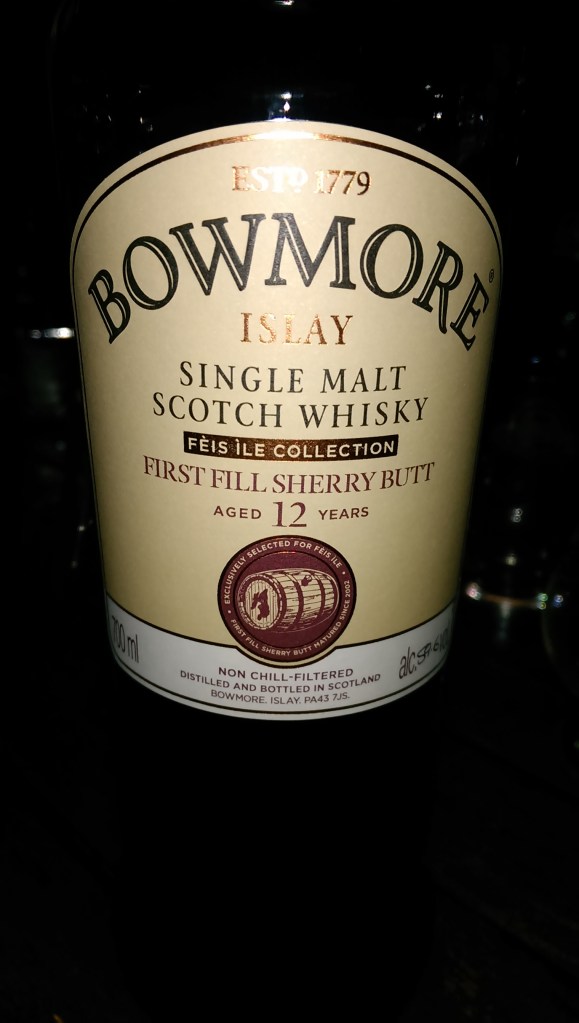 ESTD 1779
BOWMORE®
ISLAY
SINGLE MALT
SCOTCH WHISKY
FÈIS ÌLE COLLECTION
FIRST FILL SHERRY BUTT
AGED 12 YEARS
EXCLUSIVELY SELECTED FOR FÈIS ÌLE
FIRST FILL SHERRY BUTT MATURED SINCE 2002
700 ml
alc.
NON CHILL-FILTERED
DISTILLED AND BOTTLED IN SCOTLAND
BOWMORE. ISLAY. PA43 7JS.